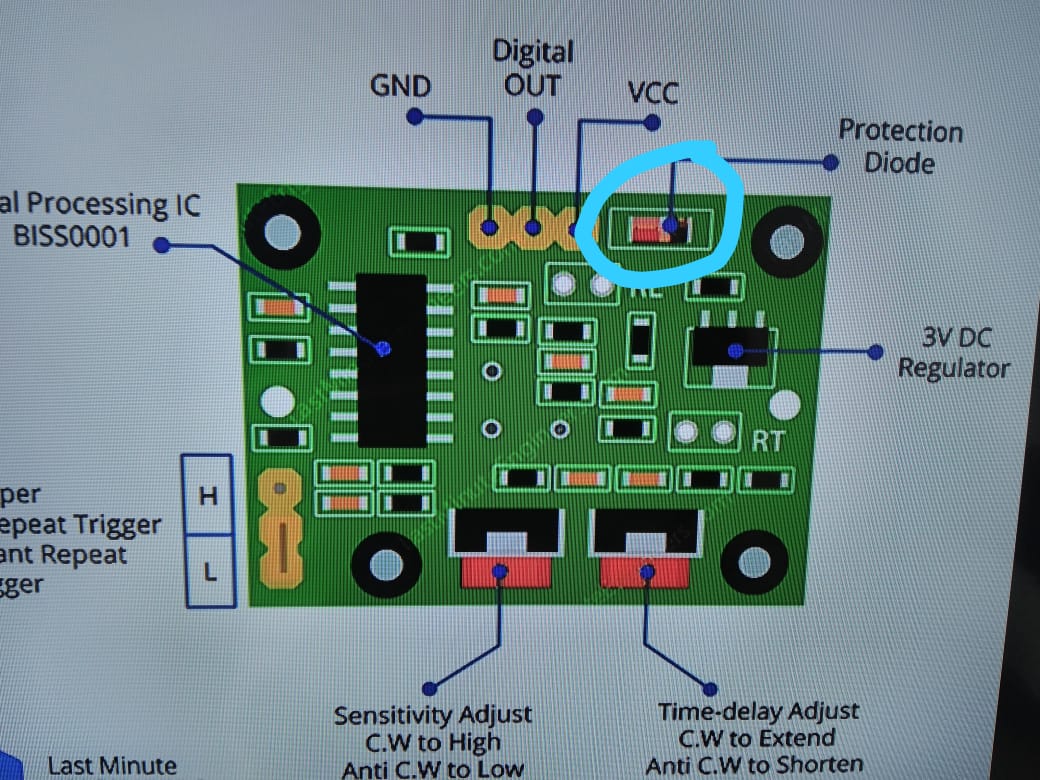 Digital
OUT
GND
VCC
Protection
Diode
al Processing IC
BISS0001
3V DC
Regulator
RT
H
L
per
epeat Trigger
ant Repeat
gger
Sensitivity Adjust
C.W to High
Anti C.W to Low
Time-delay Adjust
C.W to Extend
Anti C.W to Shorten
Last Minute